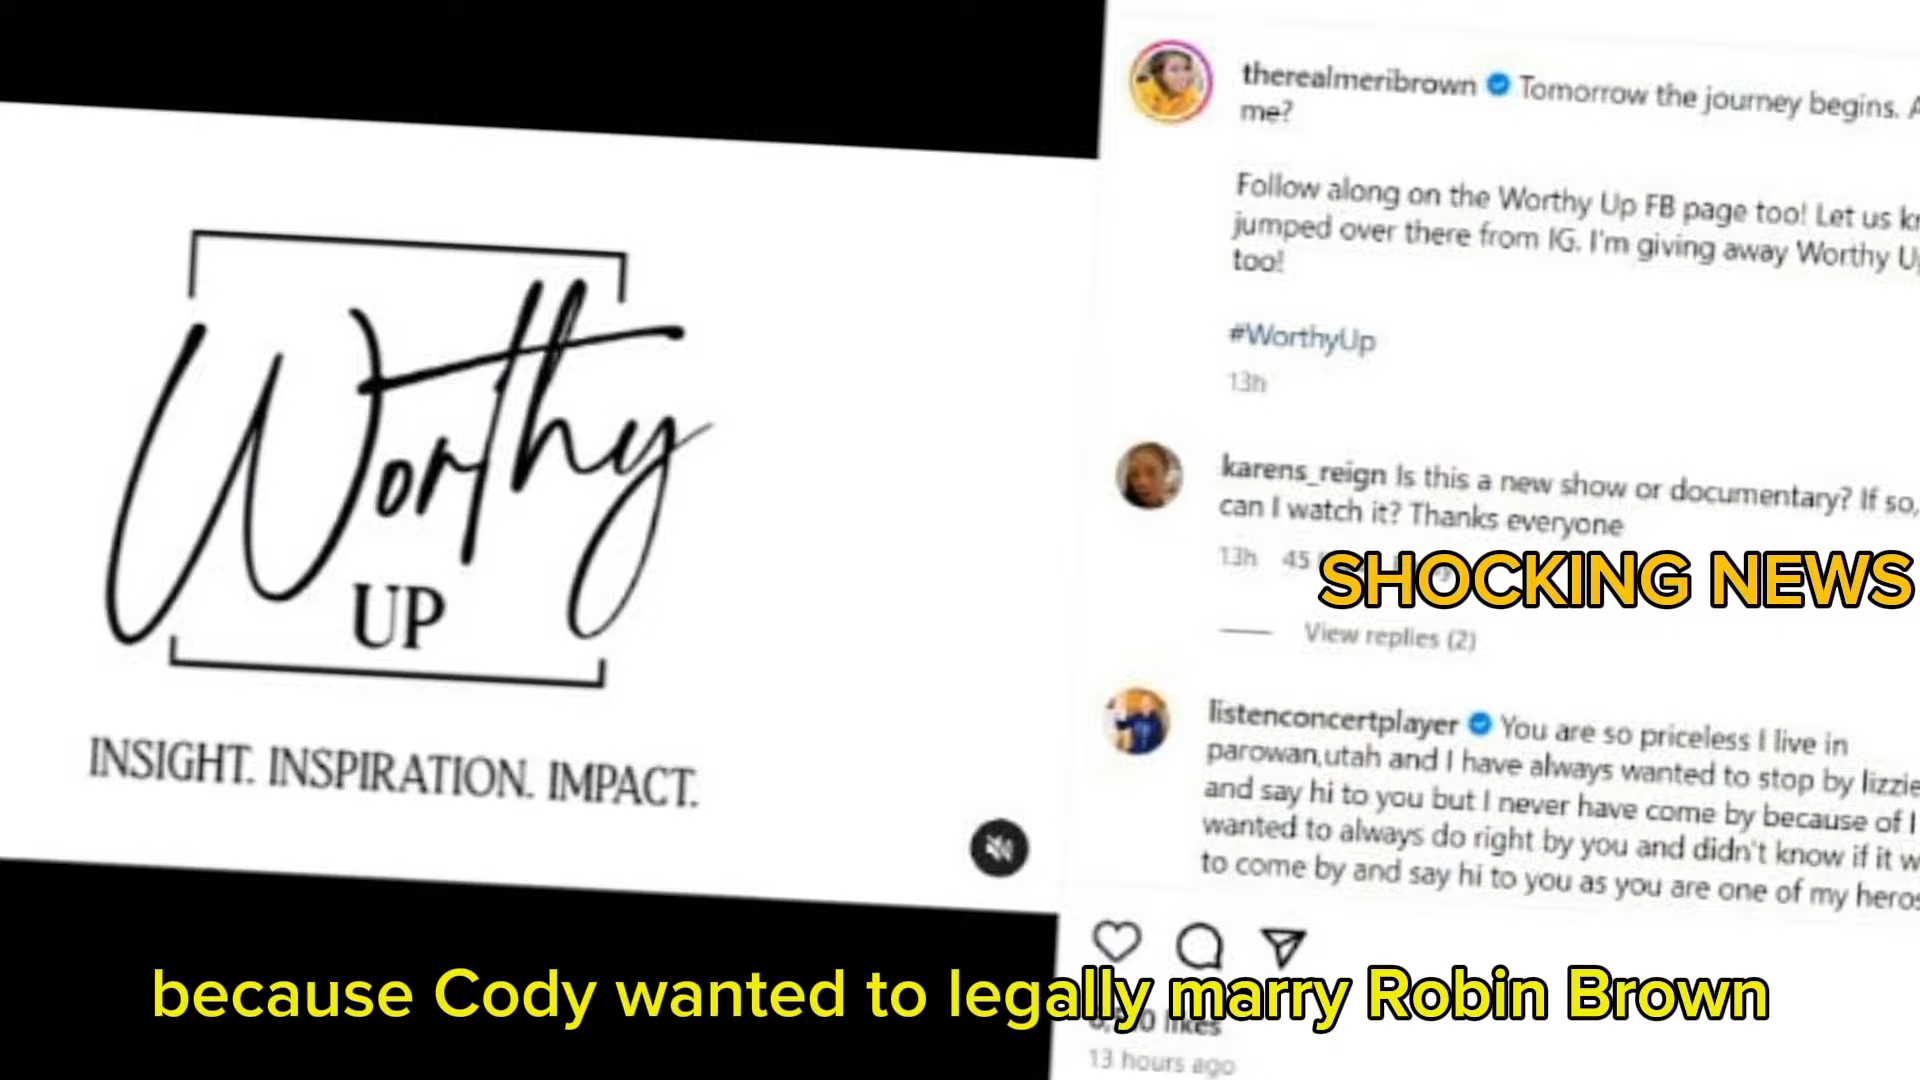 Worthy
UP
INSIGHT. INSPIRATION. IMPACT.
therealmeribrown Tomorrow the journey begins. A
me?
Follow along on the Worthy Up FB page too! Let us kn
jumped over there from IG. I'm giving away Worthy Up
too!
#WorthyUp
13h
karens_reign Is this a new show or documentary? If so,
can I watch it? Thanks everyone
13h 45
SHOCKING NEWS
View replies (2)
listenconcertplayer You are so priceless I live in
parowan,utah and I have always wanted to stop by lizzie
and say hi to you but I never have come by because of I
wanted to always do right by you and didn't know if it w
to come by and say hi to you as you are one of my heros
because Cody wanted to legally marry Robin Brown
likes
13 hours ago